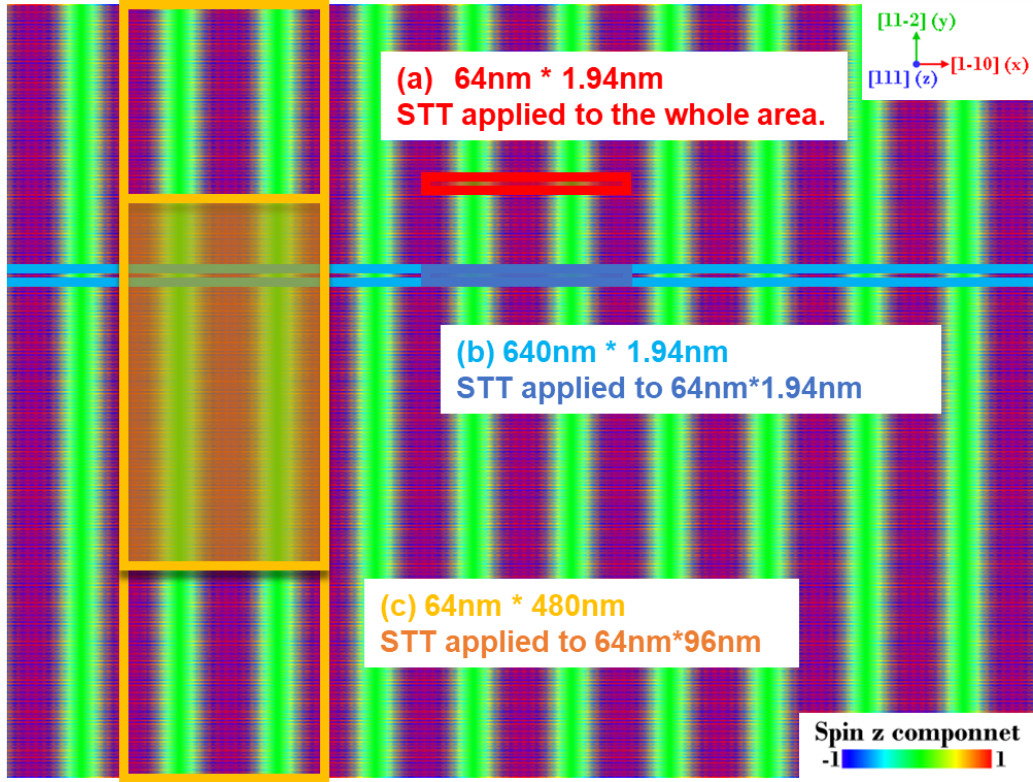 [11-2] (y)
[1-10] (x)
[111] (z)
(a) 64nm * 1.94nm
STT applied to the whole area.
(b) 640nm * 1.94nm
STT applied to 64nm*1.94nm
(c) 64nm * 480nm
STT applied to 64nm*96nm
Spin z componnet
-1 1